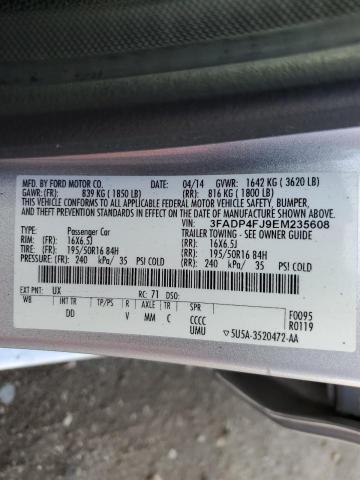 MFD. BY FORD MOTOR CO. DATE: 04/14 GVWR: 1642 KG ( 3620 LB)
GAWR: (FR): 839 KG ( 1850 LB) (RR): 816 KG ( 1800 LB)
THIS VEHICLE CONFORMS TO ALL APPLICABLE FEDERAL MOTOR VEHICLE SAFETY, BUMPER,
AND THEFT PREVENTION STANDARDS IN EFFECT ON THE DATE OF MANUFACTURE SHOWN ABOVE.
VIN: 3FADP4FJ9EM235608
TYPE: Passenger Car TRAILER TOWING - SEE OWNER GUIDE
RIM: (FR): 16X6.5J (RR): 16X6.5J
TIRE: (FR): 195/50R16 84H (RR): 195/50R16 84H
PRESSURE: (FR): 240 kPa/ 35 PSI COLD (RR): 240 kPa/ 35 PSI COLD
EXT PNT: UX RC: 71 DSO: F0095
WB INT TR TP/PS R AXLE TR SPR R0119
DD V MM C CCCC
UMU ▽5U5A-3520472-AA